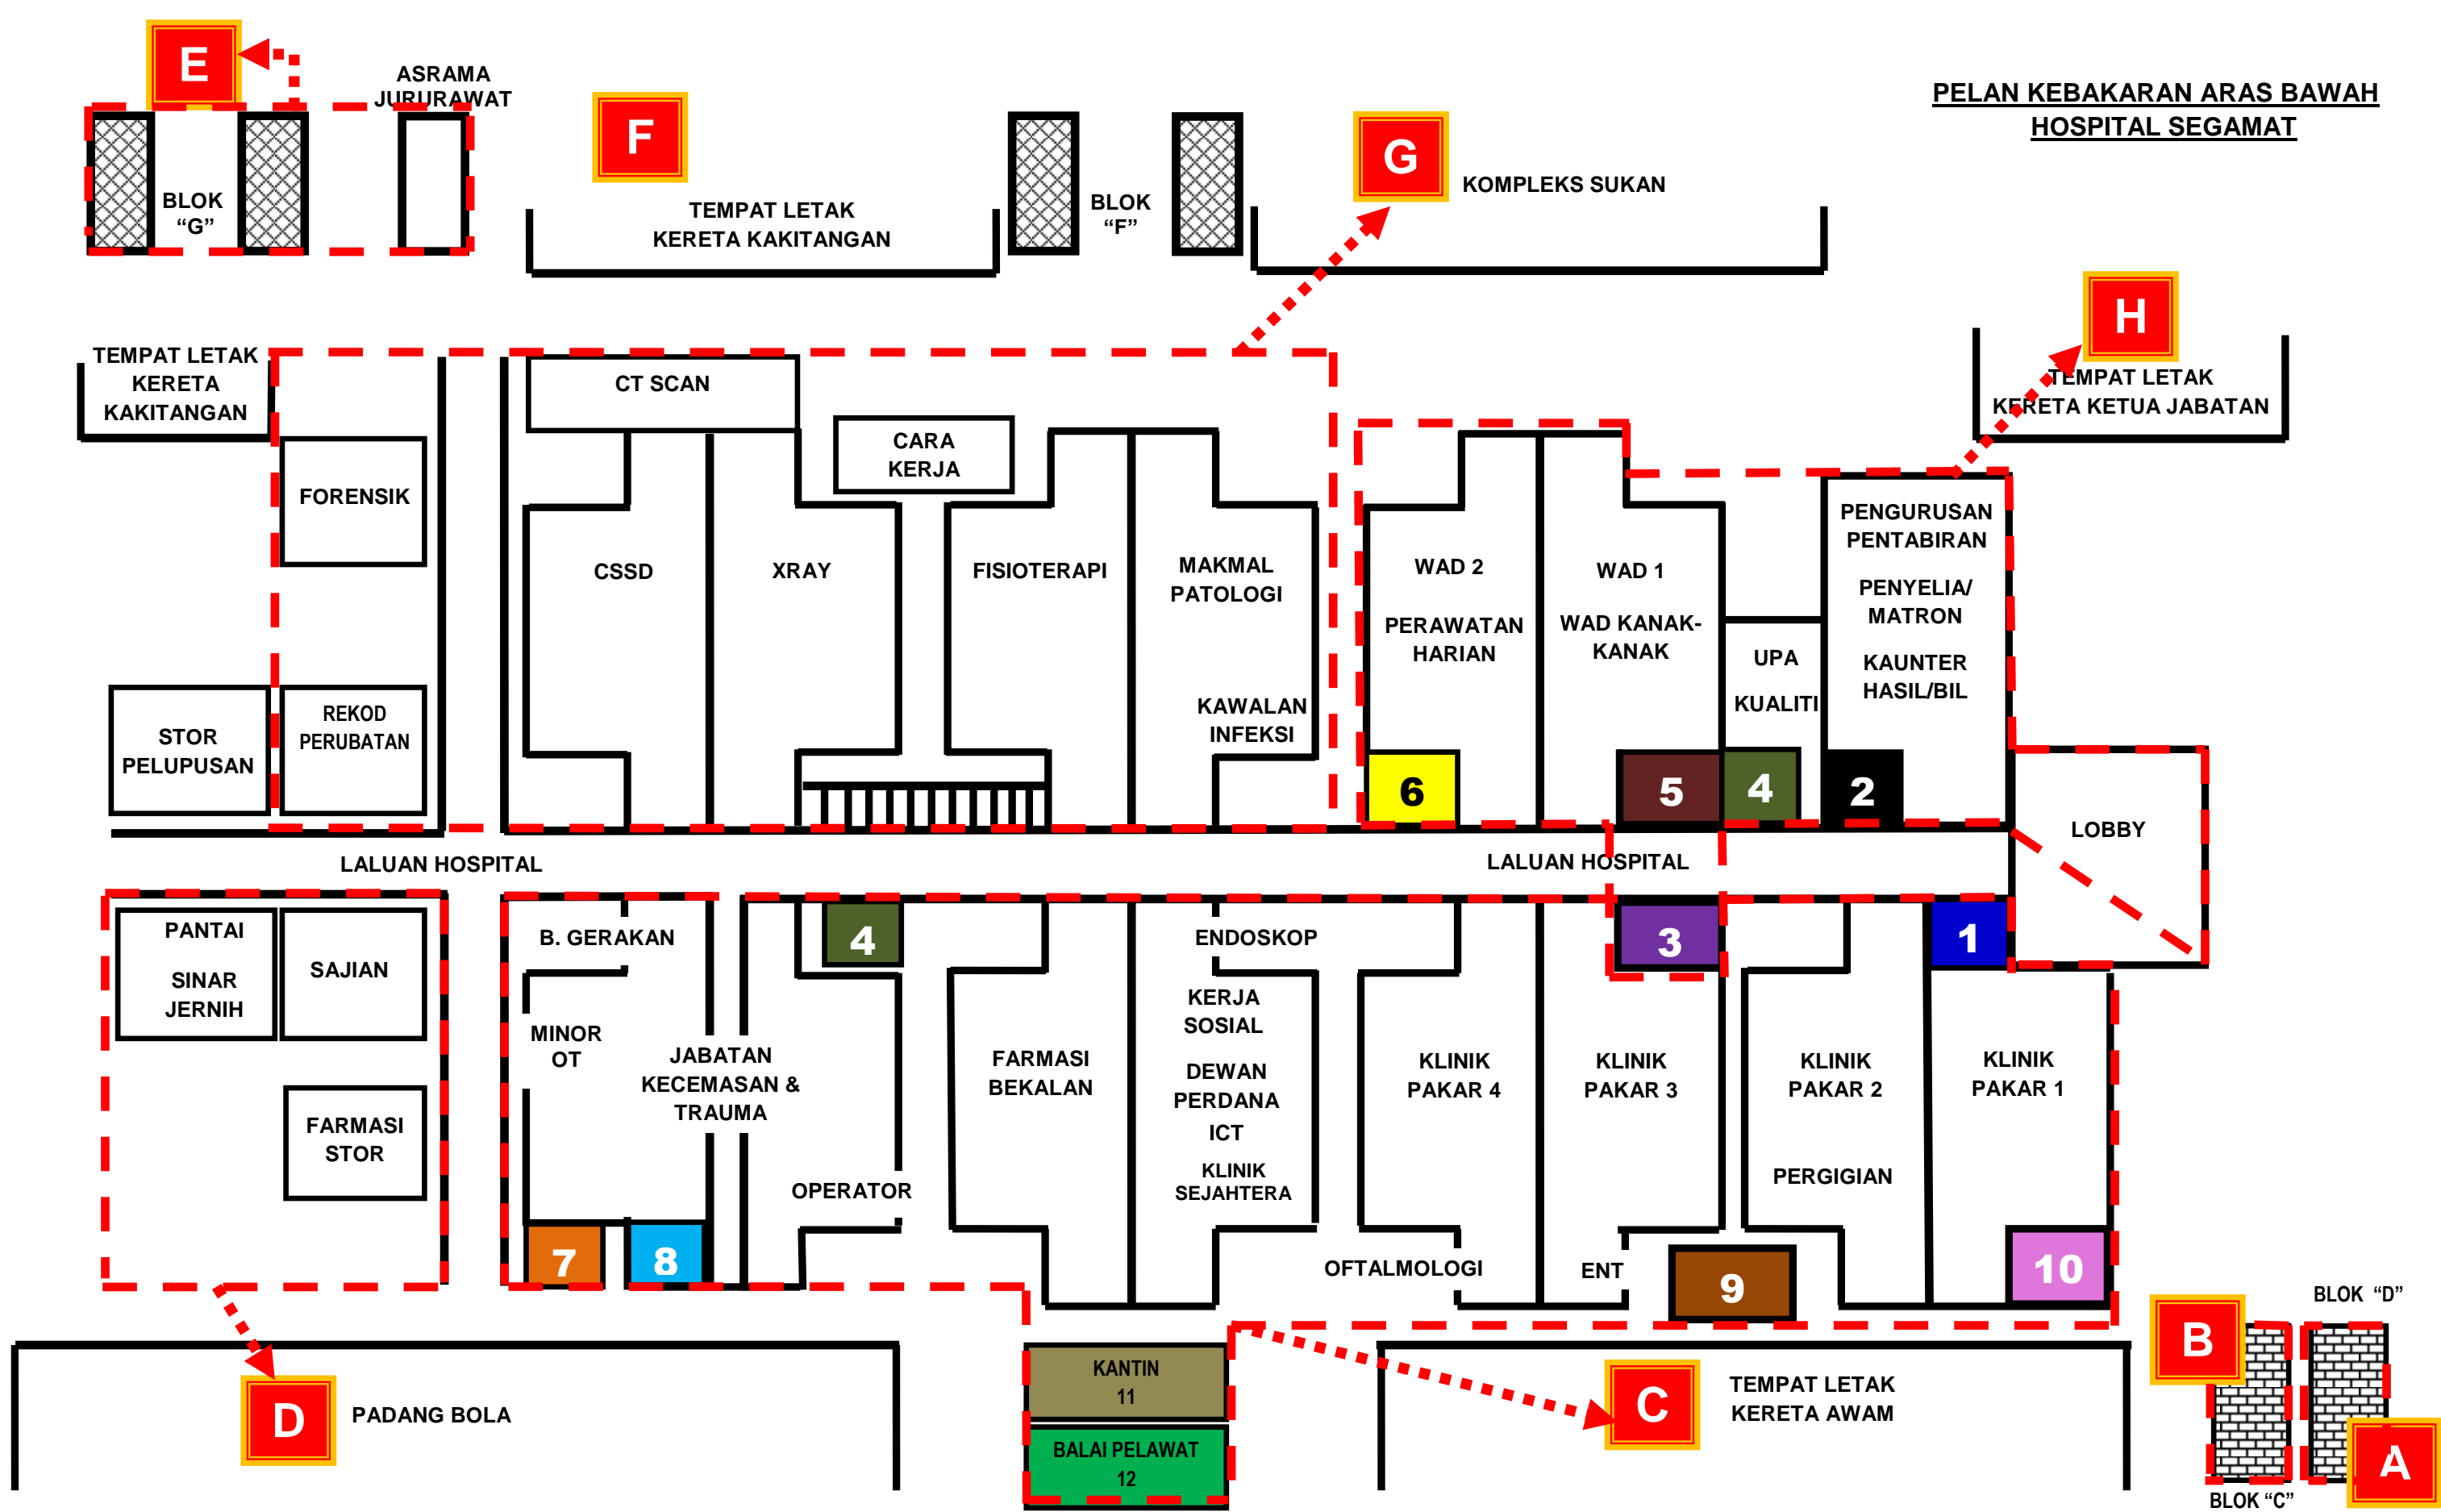 PELAN KEBAKARAN ARAS BAWAH
HOSPITAL SEGAMAT
E
ASRAMA
JURURAWAT
BLOK
“G”
F
TEMPAT LETAK
KERETA KAKITANGAN
BLOK
“F”
G
KOMPLEKS SUKAN
H
TEMPAT LETAK
KERETA KETUA JABATAN
TEMPAT LETAK
KERETA
KAKITANGAN
FORENSIK
STOR
PELUPUSAN
REKOD
PERUBATAN
CT SCAN
CSSD
XRAY
CARA
KERJA
FISIOTERAPI
MAKMAL
PATOLOGI
KAWALAN
INFEKSI
WAD 2
PERAWATAN
HARIAN
6
WAD 1
WAD KANAK-
KANAK
5
UPA
KUALITI
4
PENGURUSAN
PENTABIRAN
PENYELIA/
MATRON
KAUNTER
HASIL/BIL
2
LOBBY
LALUAN HOSPITAL
LALUAN HOSPITAL
PANTAI
SINAR
JERNIH
SAJIAN
FARMASI
STOR
B. GERAKAN
MINOR
OT
JABATAN
KECEMASAN &
TRAUMA
7
8
4
OPERATOR
FARMASI
BEKALAN
ENDOSKOP
KERJA
SOSIAL
DEWAN
PERDANA
ICT
KLINIK
SEJAHTERA
KLINIK
PAKAR 4
OFTALMOLOGI
3
KLINIK
PAKAR 3
ENT
9
KLINIK
PAKAR 2
PERGIGIAN
1
KLINIK
PAKAR 1
10
D
PADANG BOLA
KANTIN
11
BALAI PELAWAT
12
C
TEMPAT LETAK
KERETA AWAM
B
BLOK “D”
A
BLOK “C”